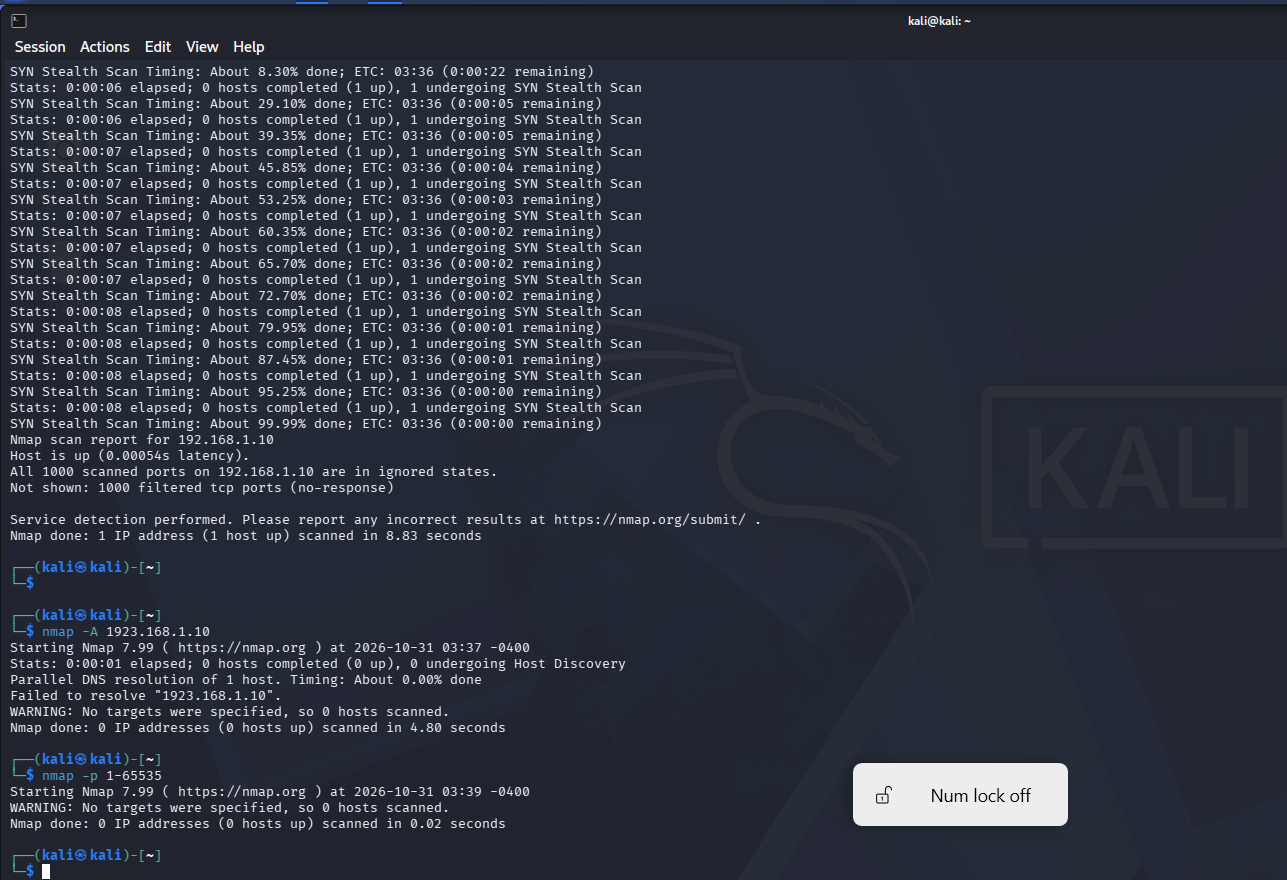 kali@kali: ~
Session Actions Edit View Help
SYN Stealth Scan Timing: About 8.30% done; ETC: 03:36 (0:00:22 remaining)
Stats: 0:00:06 elapsed; 0 hosts completed (1 up), 1 undergoing SYN Stealth Scan
SYN Stealth Scan Timing: About 29.10% done; ETC: 03:36 (0:00:05 remaining)
Stats: 0:00:06 elapsed; 0 hosts completed (1 up), 1 undergoing SYN Stealth Scan
SYN Stealth Scan Timing: About 39.35% done; ETC: 03:36 (0:00:05 remaining)
Stats: 0:00:07 elapsed; 0 hosts completed (1 up), 1 undergoing SYN Stealth Scan
SYN Stealth Scan Timing: About 45.85% done; ETC: 03:36 (0:00:04 remaining)
Stats: 0:00:07 elapsed; 0 hosts completed (1 up), 1 undergoing SYN Stealth Scan
SYN Stealth Scan Timing: About 53.25% done; ETC: 03:36 (0:00:03 remaining)
Stats: 0:00:07 elapsed; 0 hosts completed (1 up), 1 undergoing SYN Stealth Scan
SYN Stealth Scan Timing: About 60.35% done; ETC: 03:36 (0:00:02 remaining)
Stats: 0:00:07 elapsed; 0 hosts completed (1 up), 1 undergoing SYN Stealth Scan
SYN Stealth Scan Timing: About 65.70% done; ETC: 03:36 (0:00:02 remaining)
Stats: 0:00:07 elapsed; 0 hosts completed (1 up), 1 undergoing SYN Stealth Scan
SYN Stealth Scan Timing: About 72.70% done; ETC: 03:36 (0:00:02 remaining)
Stats: 0:00:08 elapsed; 0 hosts completed (1 up), 1 undergoing SYN Stealth Scan
SYN Stealth Scan Timing: About 79.95% done; ETC: 03:36 (0:00:01 remaining)
Stats: 0:00:08 elapsed; 0 hosts completed (1 up), 1 undergoing SYN Stealth Scan
SYN Stealth Scan Timing: About 87.45% done; ETC: 03:36 (0:00:01 remaining)
Stats: 0:00:08 elapsed; 0 hosts completed (1 up), 1 undergoing SYN Stealth Scan
SYN Stealth Scan Timing: About 95.25% done; ETC: 03:36 (0:00:00 remaining)
Stats: 0:00:08 elapsed; 0 hosts completed (1 up), 1 undergoing SYN Stealth Scan
SYN Stealth Scan Timing: About 99.99% done; ETC: 03:36 (0:00:00 remaining)
Nmap scan report for 192.168.1.10
Host is up (0.00054s latency).
All 1000 scanned ports on 192.168.1.10 are in ignored states.
Not shown: 1000 filtered tcp ports (no-response)
Service detection performed. Please report any incorrect results at https://nmap.org/submit/ .
Nmap done: 1 IP address (1 host up) scanned in 8.83 seconds
┌──(kali㉿kali)-[~]
└─$
┌──(kali㉿kali)-[~]
└─$ nmap -A 1923.168.1.10
Starting Nmap 7.99 ( https://nmap.org ) at 2026-10-31 03:37 -0400
Stats: 0:00:01 elapsed; 0 hosts completed (0 up), 0 undergoing Host Discovery
Parallel DNS resolution of 1 host. Timing: About 0.00% done
Failed to resolve "1923.168.1.10".
WARNING: No targets were specified, so 0 hosts scanned.
Nmap done: 0 IP addresses (0 hosts up) scanned in 4.80 seconds
┌──(kali㉿kali)-[~]
└─$ nmap -p 1-65535
Starting Nmap 7.99 ( https://nmap.org ) at 2026-10-31 03:39 -0400
WARNING: No targets were specified, so 0 hosts scanned.
Nmap done: 0 IP addresses (0 hosts up) scanned in 0.02 seconds
┌──(kali㉿kali)-[~]
└─$
KALI
Num lock off